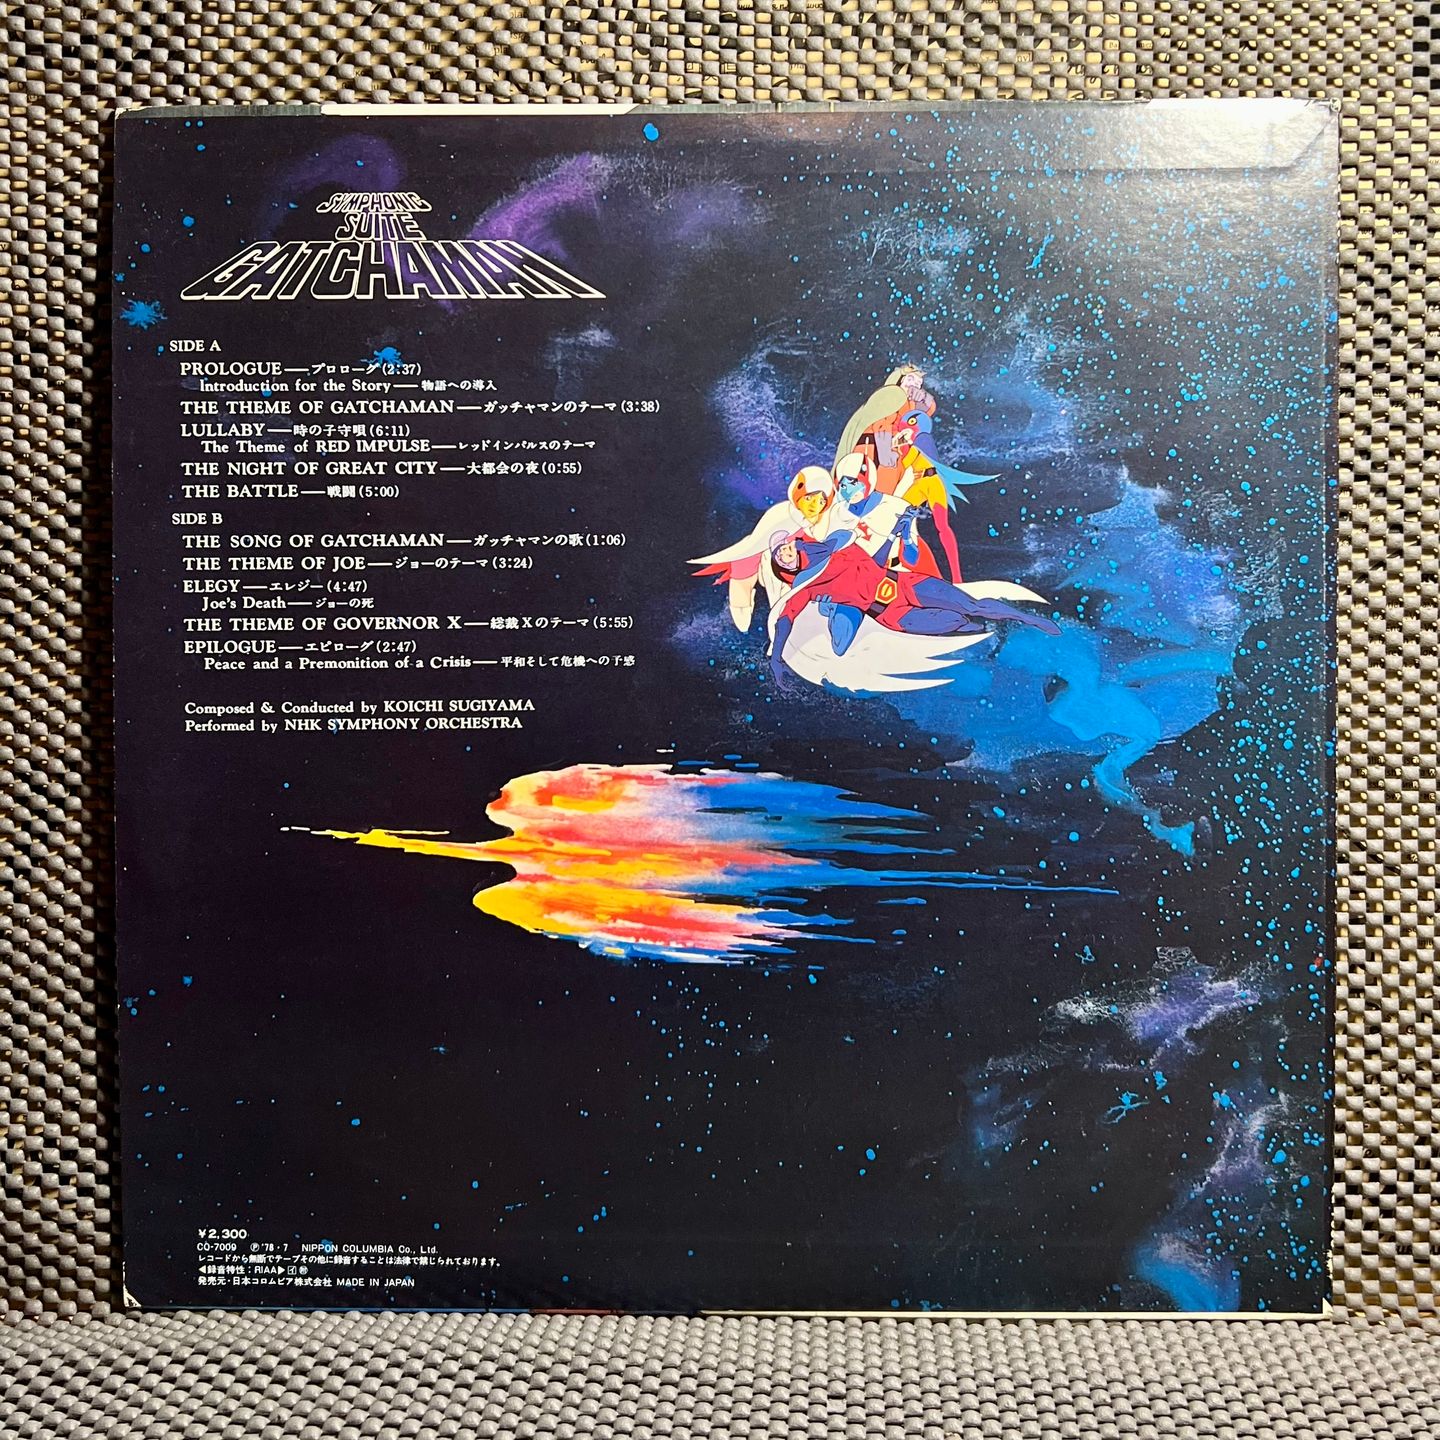 SYMPHONIC
SUITE
GATCHAMAN
SIDE A
PROLOGUE—プロローグ(2:37)
Introduction for the Story—物語への導入
THE THEME OF GATCHAMAN—ガッチャマンのテーマ(3:38)
LULLABY—時の子守唄(6:11)
The Theme of RED IMPULSE—レッドインパルスのテーマ
THE NIGHT OF GREAT CITY—大都会の夜(0:55)
THE BATTLE—戦闘(5:00)
SIDE B
THE SONG OF GATCHAMAN—ガッチャマンの歌(1:06)
THE THEME OF JOE—ジョーのテーマ(3:24)
ELEGY—エレジー(4:47)
Joe's Death—ジョーの死
THE THEME OF GOVERNOR X—総裁Xのテーマ(5:55)
EPILOGUE—エピローグ(2:47)
Peace and a Premonition of a Crisis—平和そして危機への予感
Composed & Conducted by KOICHI SUGIYAMA
Performed by NHK SYMPHONY ORCHESTRA
¥2,300
CQ-7009 Ⓟ'78・7 NIPPON COLUMBIA Co., Ltd.
レコードから無断でテープその他に録音することは法律で禁じられております。
◀録音特性:RIAA▶
発売元・日本コロムビア株式会社 MADE IN JAPAN